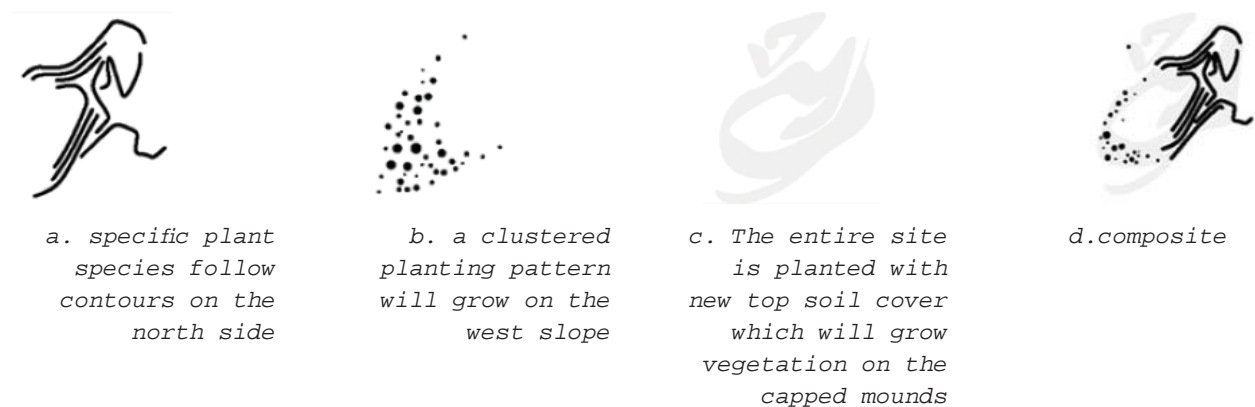 a. specific plant
species follow
contours on the
north side
b. a clustered
planting pattern
will grow on the
west slope
c. The entire site
is planted with
new top soil cover
which will grow
vegetation on the
capped mounds
d.composite